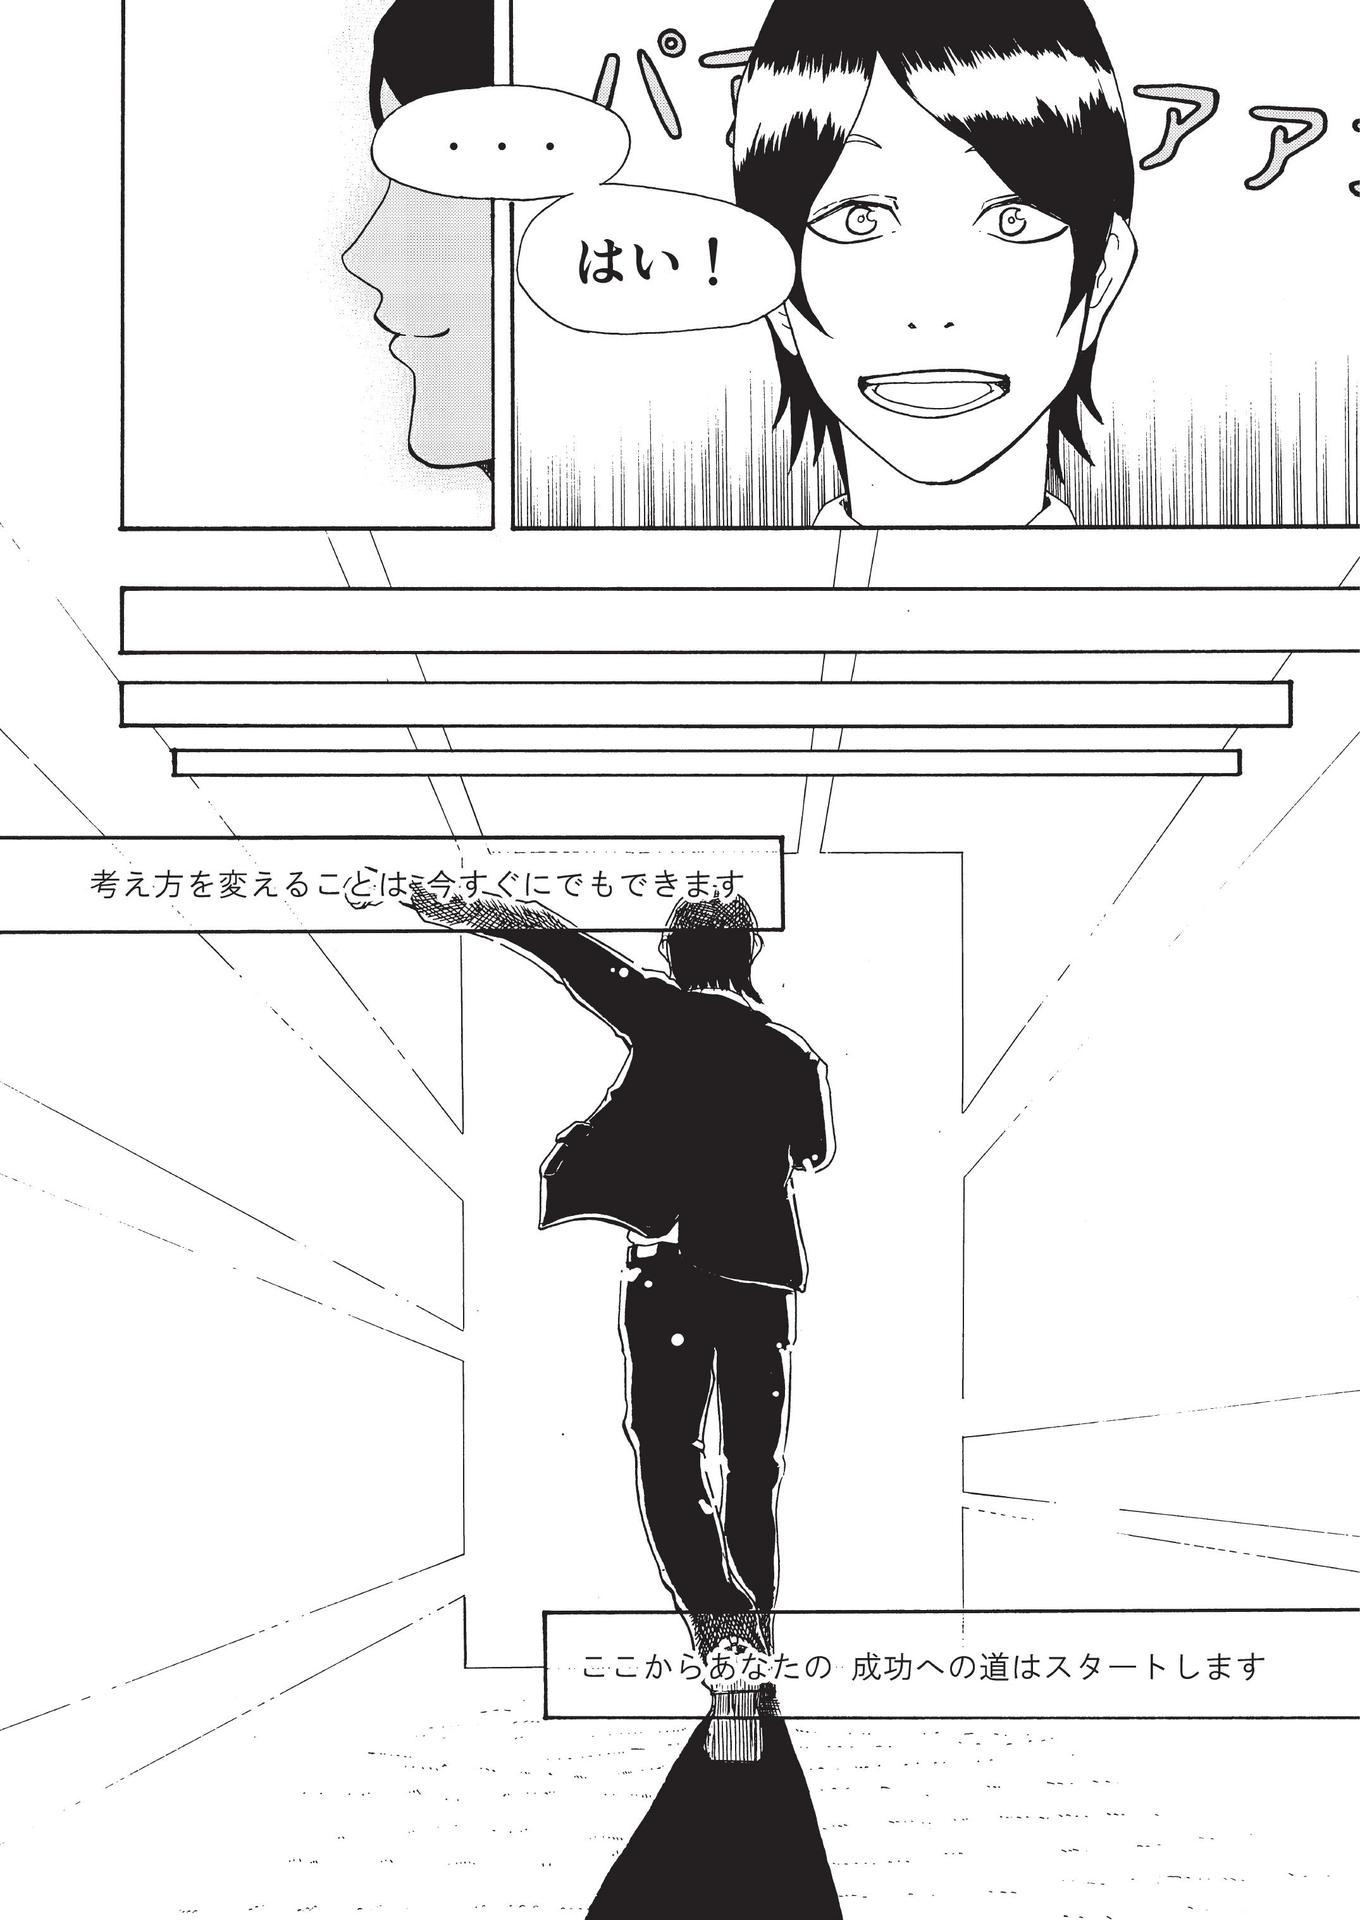 パ アア
はい！
・・・
考え方を変えることは 今すぐにでもできます
ここからあなたの 成功への道はスタートします